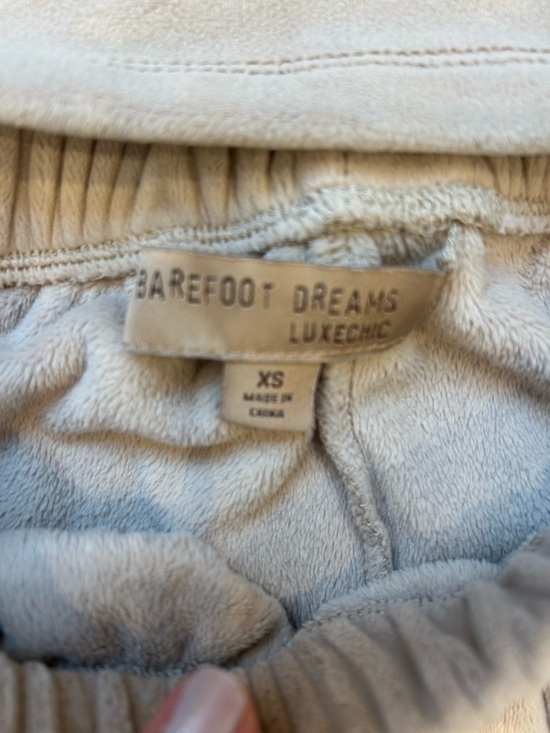 BAREFOOT DREAMS
LUXECHIC
XS
MADE IN
CHINA